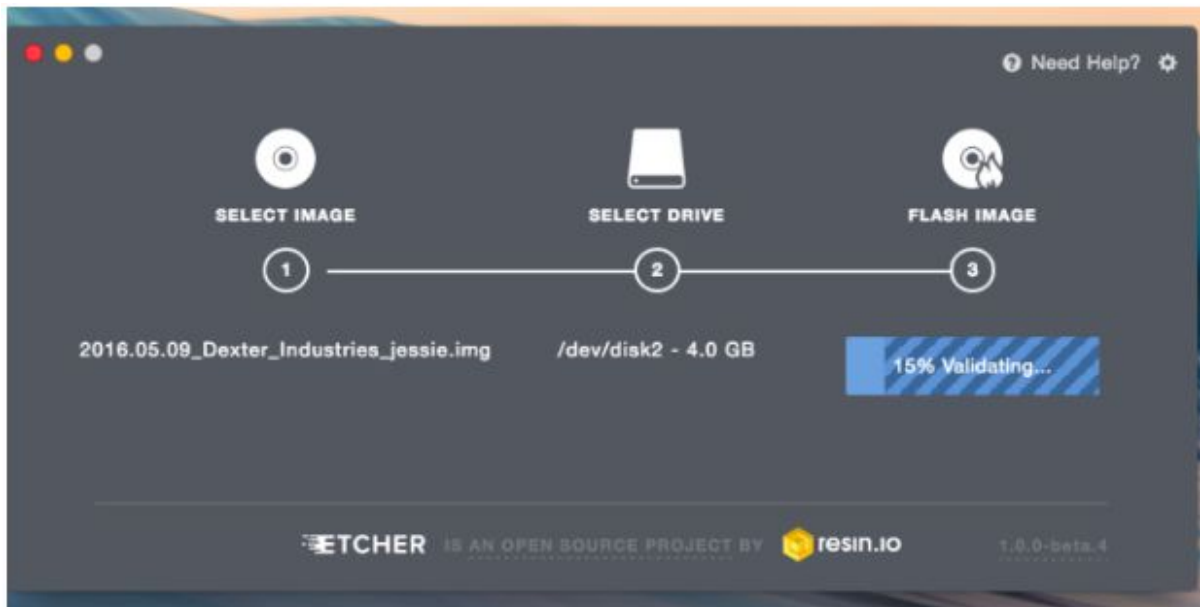 Need Help?
SELECT IMAGE
SELECT DRIVE
FLASH IMAGE
1
2
3
2016.05.09_Dexter_Industries_jessie.img
/dev/disk2 - 4.0 GB
15% Validating...
ETCHER IS AN OPEN SOURCE PROJECT BY resin.io
1.0.0-beta.4